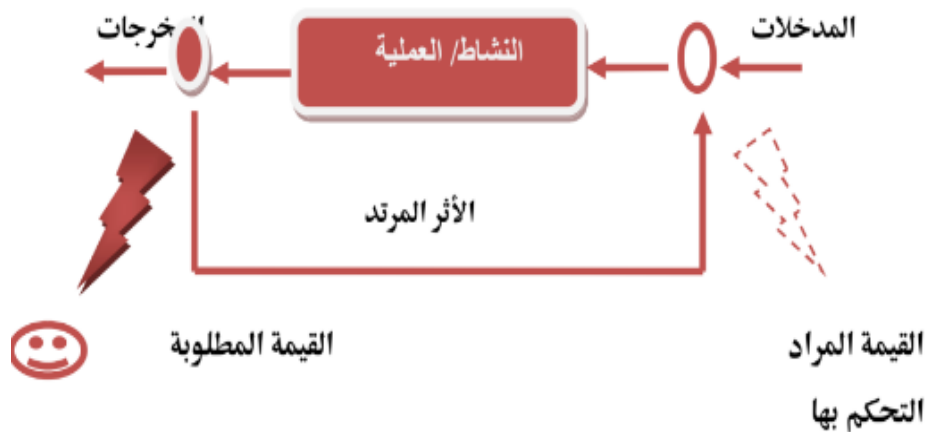 المدخلات
النشاط/ العملية
الأثر المرتد
القيمة المراد
التحكم بها
القيمة المطلوبة